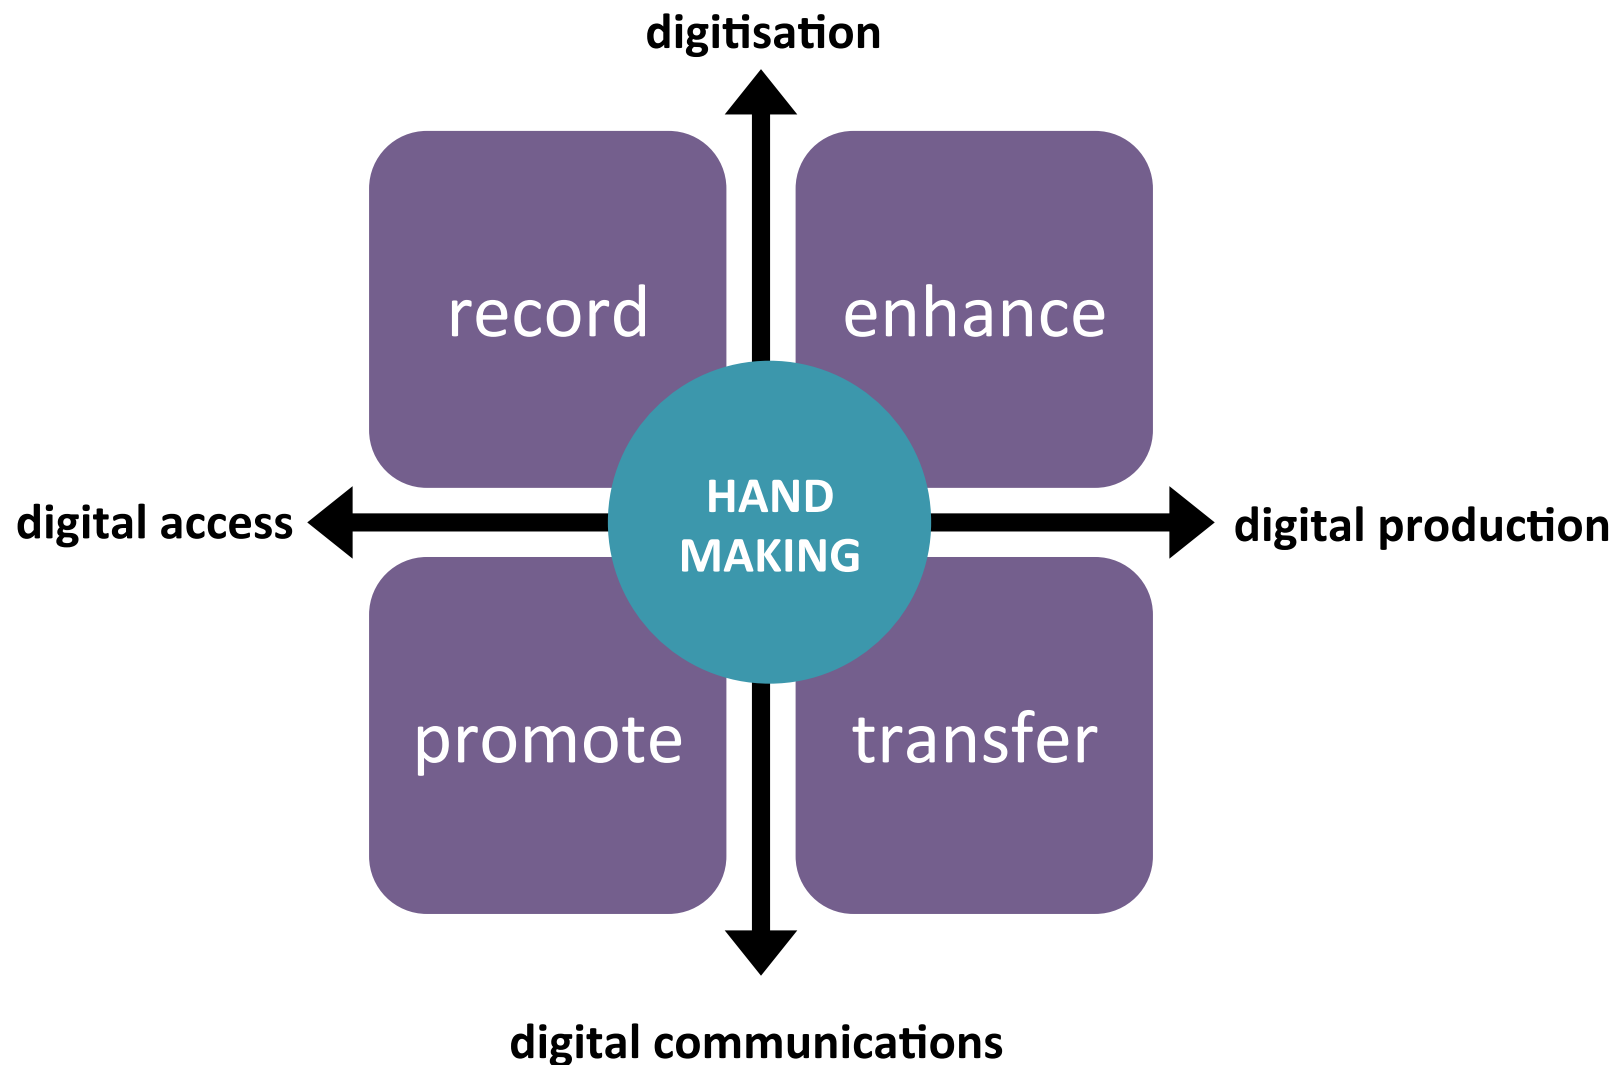 digitisation
record
enhance
HAND
MAKING
digital access
digital production
promote
transfer
digital communications